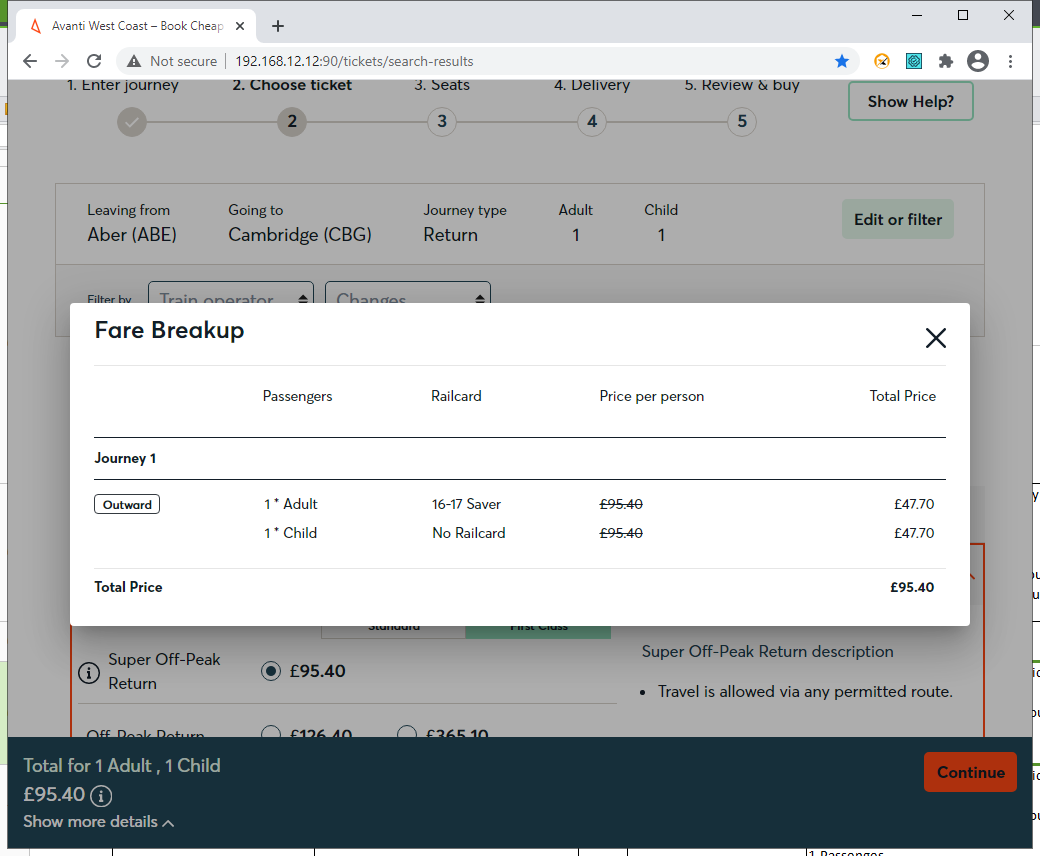 Avanti West Coast – Book Cheap
Not secure
192.168.12.12:90/tickets/search-results
1. Enter journey 2. Choose ticket 3. Seats 4. Delivery 5. Review & buy
Show Help?
2 3 4 5
Leaving from Going to Journey type Adult Child
Aber (ABE) Cambridge (CBG) Return 1 1
Edit or filter
Filter by Train operator Changes
Fare Breakup
Passengers Railcard Price per person Total Price
Journey 1
Outward 1 * Adult 16-17 Saver £95.40 £47.70
1 * Child No Railcard £95.40 £47.70
Total Price £95.40
Standard First Class
Super Off-Peak
Return
£95.40
Super Off-Peak Return description
• Travel is allowed via any permitted route.
Off-Peak Return £126.40 £365.10
Total for 1 Adult , 1 Child
£95.40
Show more details
Continue
1 Passenges